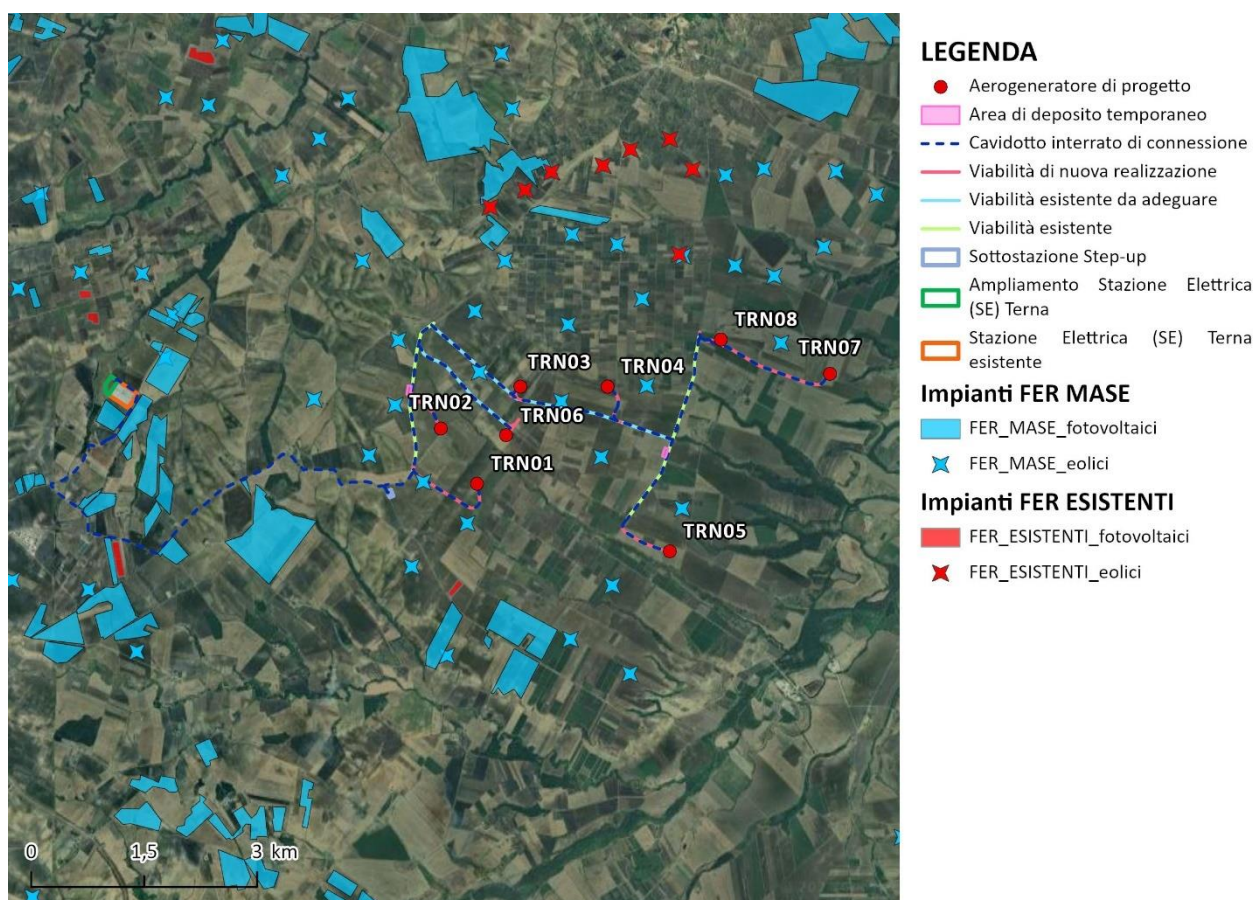 LEGENDA
Aerogeneratore di progetto
Area di deposito temporaneo
Cavidotto interrato di connessione
Viabilità di nuova realizzazione
Viabilità esistente da adeguare
Viabilità esistente
Sottostazione Step-up
Ampliamento Stazione Elettrica
(SE) Terna
Stazione Elettrica (SE) Terna
esistente
Impianti FER MASE
FER_MASE_fotovoltaici
FER_MASE_eolici
Impianti FER ESISTENTI
FER_ESISTENTI_fotovoltaici
FER_ESISTENTI_eolici
TRN08
TRN07
TRN03
TRN04
TRN02
TRN06
TRN01
TRN05
0 1,5 3 km